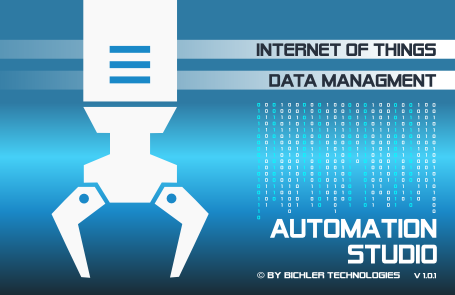 INTERNET OF THINGS
DATA MANAGMENT
AUTOMATION
STUDIO
© BY BICHLER TECHNOLOGIES V 1.0.1